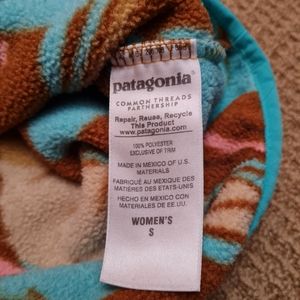 patagonia®
COMMON THREADS
PARTNERSHIP
Repair, Reuse, Recycle
This Product
www.patagonia.com
100% POLYESTER
EXCLUSIVE OF TRIM
MADE IN MEXICO OF U.S.
MATERIALS
FABRIQUÉ AU MEXIQUE DES
MATIÈRES DES ETATS-UNIS
HECHO EN MEXICO CON
MATERIALES DE EE.UU.
WOMEN'S
S